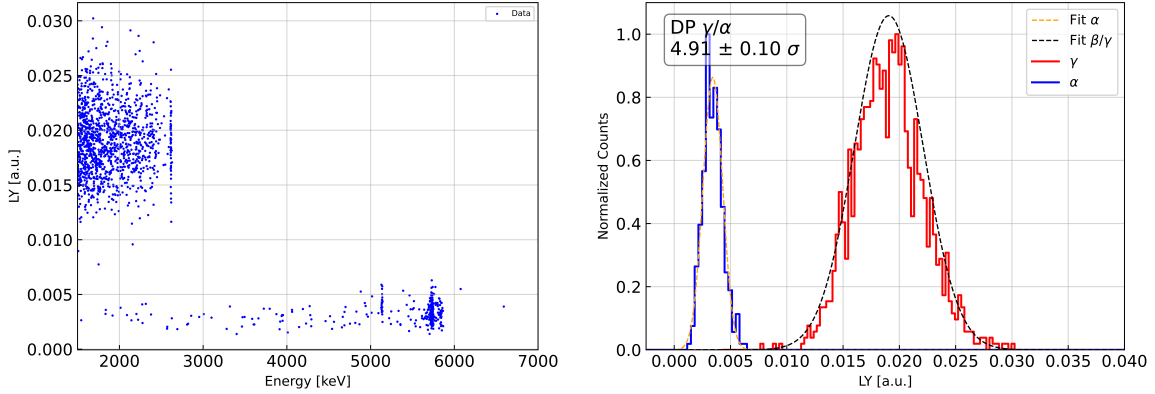 0.030
0.025
0.020
0.015
0.010
0.005
0.000
LY [a.u.]
2000 3000 4000 5000 6000 7000
Energy [keV]
Data
1.0
0.8
0.6
0.4
0.2
0.0
Normalized Counts
DP γ/α
4.91 ± 0.10 σ
Fit α
Fit β/γ
γ
α
0.000 0.005 0.010 0.015 0.020 0.025 0.030 0.035 0.040
LY [a.u.]